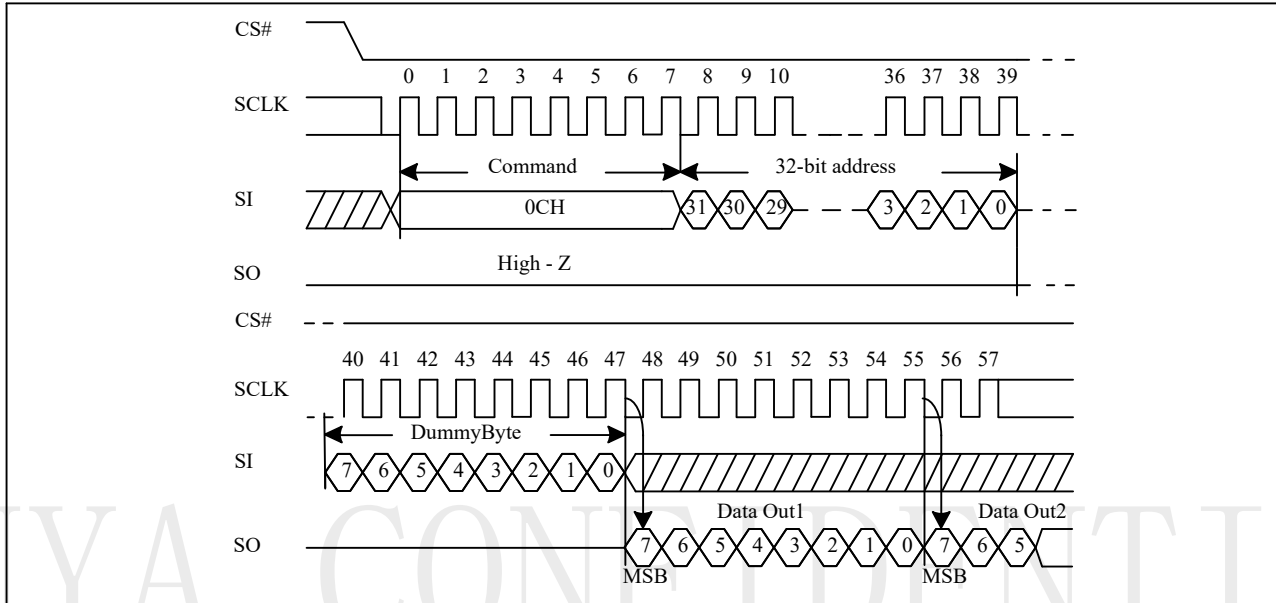 CS#
0 1 2 3 4 5 6 7 8 9 10 36 37 38 39
SCLK
Command 32-bit address
SI 0CH 31 30 29 3 2 1 0
High - Z
SO
CS#
40 41 42 43 44 45 46 47 48 49 50 51 52 53 54 55 56 57
SCLK
DummyByte
SI 7 6 5 4 3 2 1 0
Data Out1 Data Out2
SO 7 6 5 4 3 2 1 0 7 6 5
MSB MSB
YA CONFIDENTI